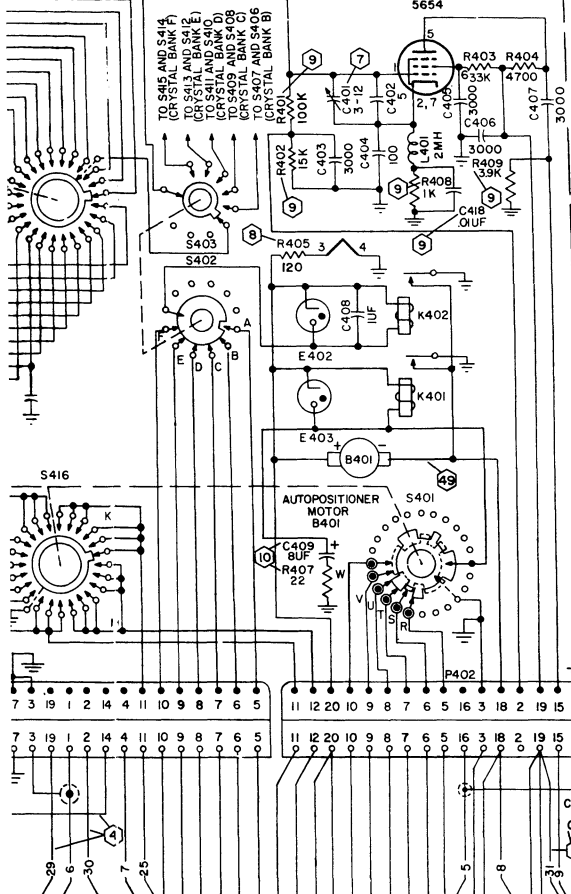 5654
TO S415 AND S414
(CRYSTAL BANK F)
TO S413 AND S412
(CRYSTAL BANK E)
TO S411 AND S410
(CRYSTAL BANK D)
TO S409 AND S408
(CRYSTAL BANK C)
TO S407 AND S406
(CRYSTAL BANK B)
9
7
5
1
5
2,7
R401
100K
C401
3-12
C402
R403
633K
R404
4700
C405
3000
C407
3000
C406
3000
R402
15K
C403
3000
C404
100
L401
2MH
R409
39K
9
9
R408
1K
9
C418
.01UF
9
S403
S402
8
R405
120
3
4
F
E
D
C
B
A
E402
C408
1UF
K402
E403
K401
+
B401
−
49
S416
K
AUTOPOSITIONER
MOTOR
B401
S401
10
C409
8UF
+
R407
22
W
V
U
T
S
R
P402
7 3 19 1 2 14 4 11 10 9 8 7 6 5
11 12 20 10 9 8 7 6 5 16 3 18 2 19 15
7 3 19 1 2 14 4 11 10 9 8 7 6 5
11 12 20 10 9 8 7 6 5 16 3 18 2 19 15
4
C
29
6
30
7
25
5
8
31
9